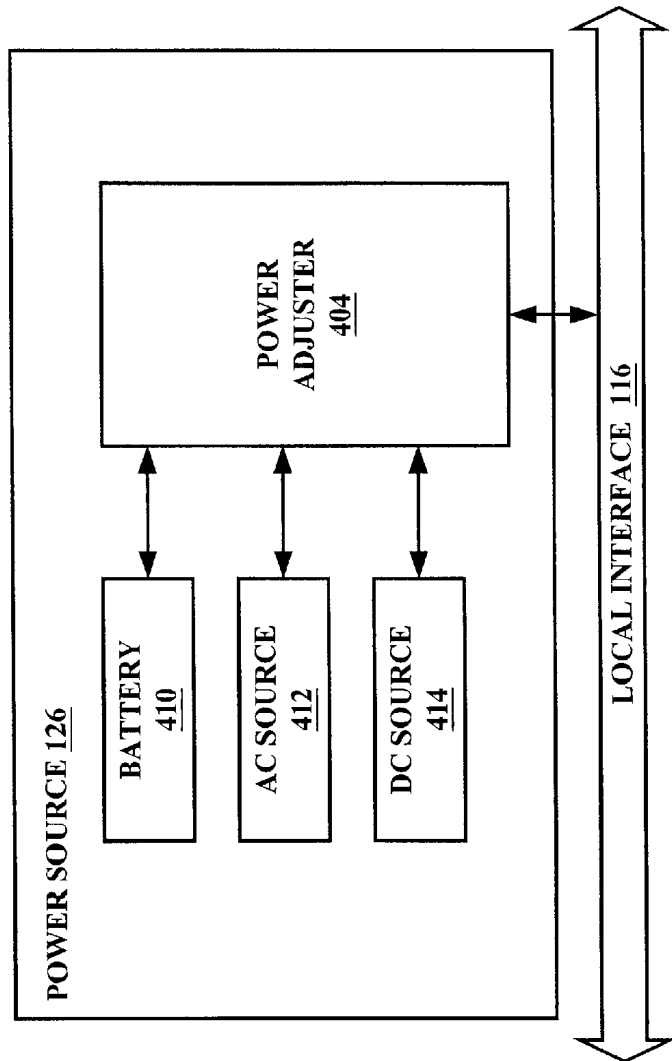 POWER SOURCE 126
BATTERY
410
AC SOURCE
412
DC SOURCE
414
POWER
ADJUSTER
404
LOCAL INTERFACE 116